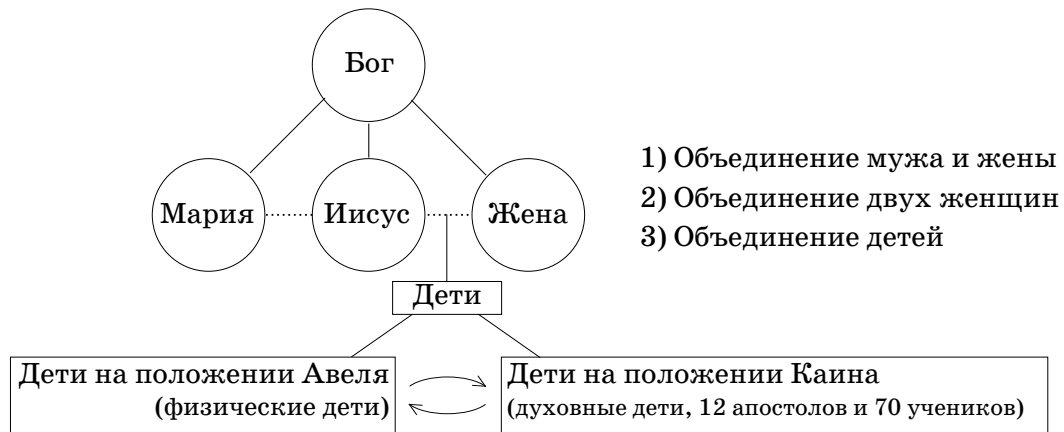 Бог
Мария
Иисус
Жена
1) Объединение мужа и жены
2) Объединение двух женщин
3) Объединение детей
Дети
Дети на положении Авеля
(физические дети)
Дети на положении Каина
(духовные дети, 12 апостолов и 70 учеников)